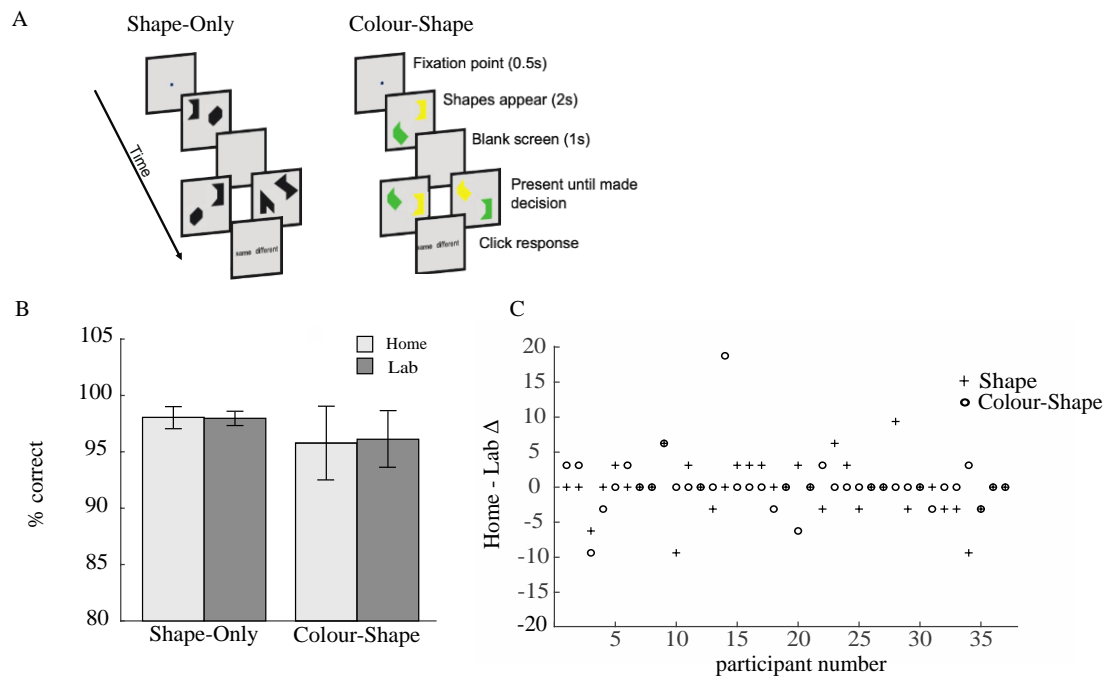 A
Shape-Only
Colour-Shape
Fixation point (0.5s)
Shapes appear (2s)
Blank screen (1s)
Time
Present until made
decision
same different
same different
Click response
B
105
100
95
90
85
80
% correct
Home
Lab
Shape-Only
Colour-Shape
C
20
15
10
5
0
-5
-10
-15
-20
Home - Lab Δ
Shape
Colour-Shape
5
10
15
20
25
30
35
participant number